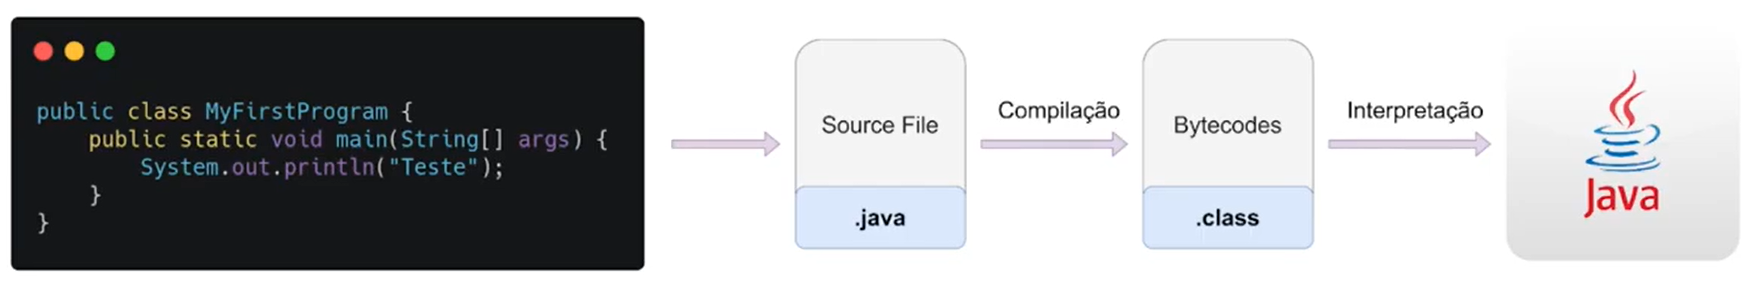 public class MyFirstProgram {
    public static void main(String[] args) {
        System.out.println("Teste");
    }
}
Source File
.java
Compilação
Bytecodes
.class
Interpretação
Java